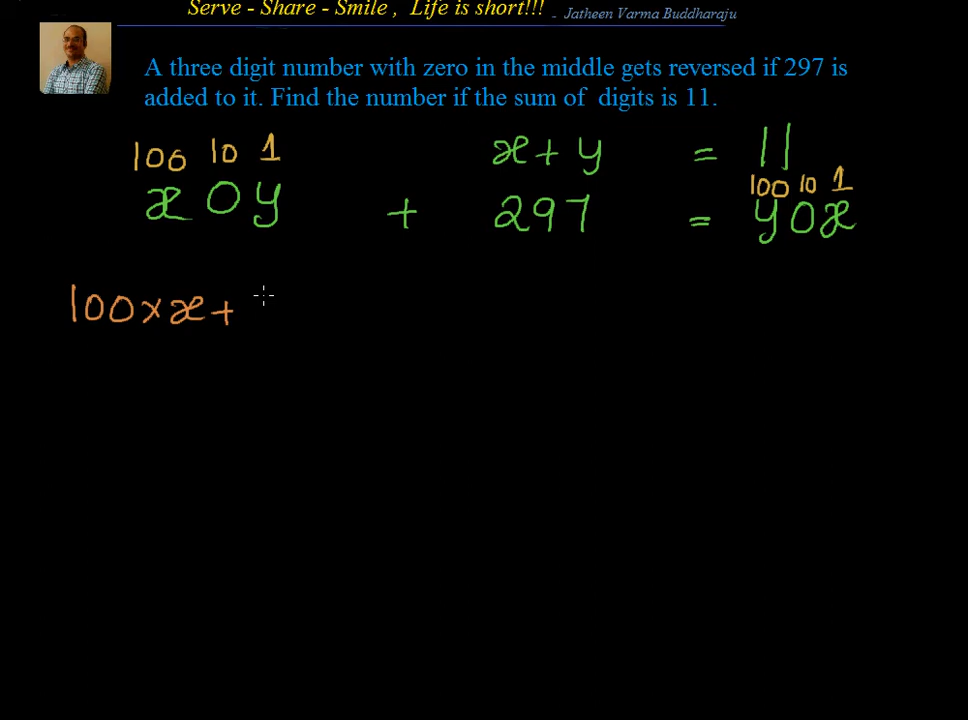 Serve - Share - Smile , Life is short!!! - Jatheen Varma Buddharaju
A three digit number with zero in the middle gets reversed if 297 is
added to it. Find the number if the sum of digits is 11.
100 10 1 x + y = 11
100 10 1
x 0 y + 297 = y 0 x
100 × x +